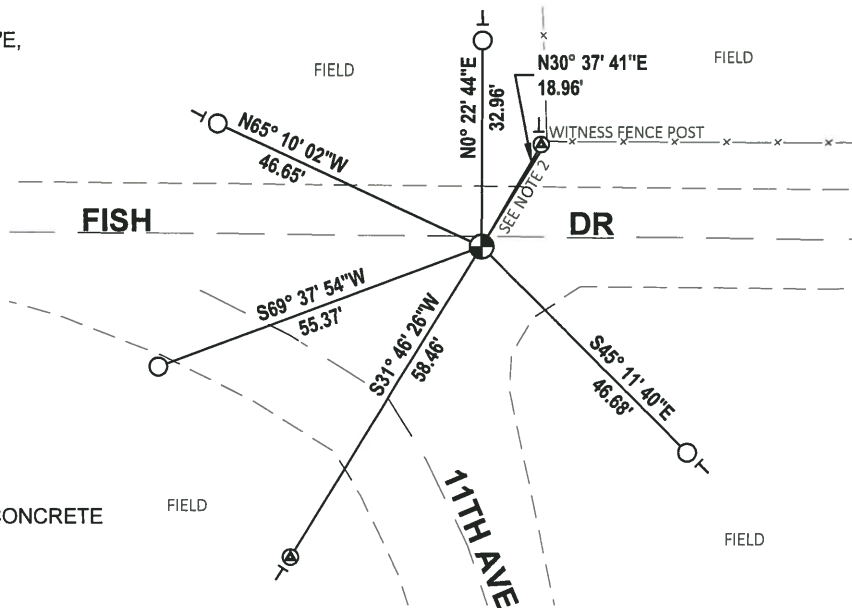 'E,
FIELD
N0° 22' 44"E
32.96'
N30° 37' 41"E
18.96'
FIELD
N65° 10' 02"W
46.65'
WITNESS FENCE POST
SEE NOTE 2
FISH DR
S69° 37' 54"W
55.37'
S31° 46' 26"W
58.46'
S45° 11' 40"E
46.68'
11TH AVE
FIELD
CONCRETE
FIELD